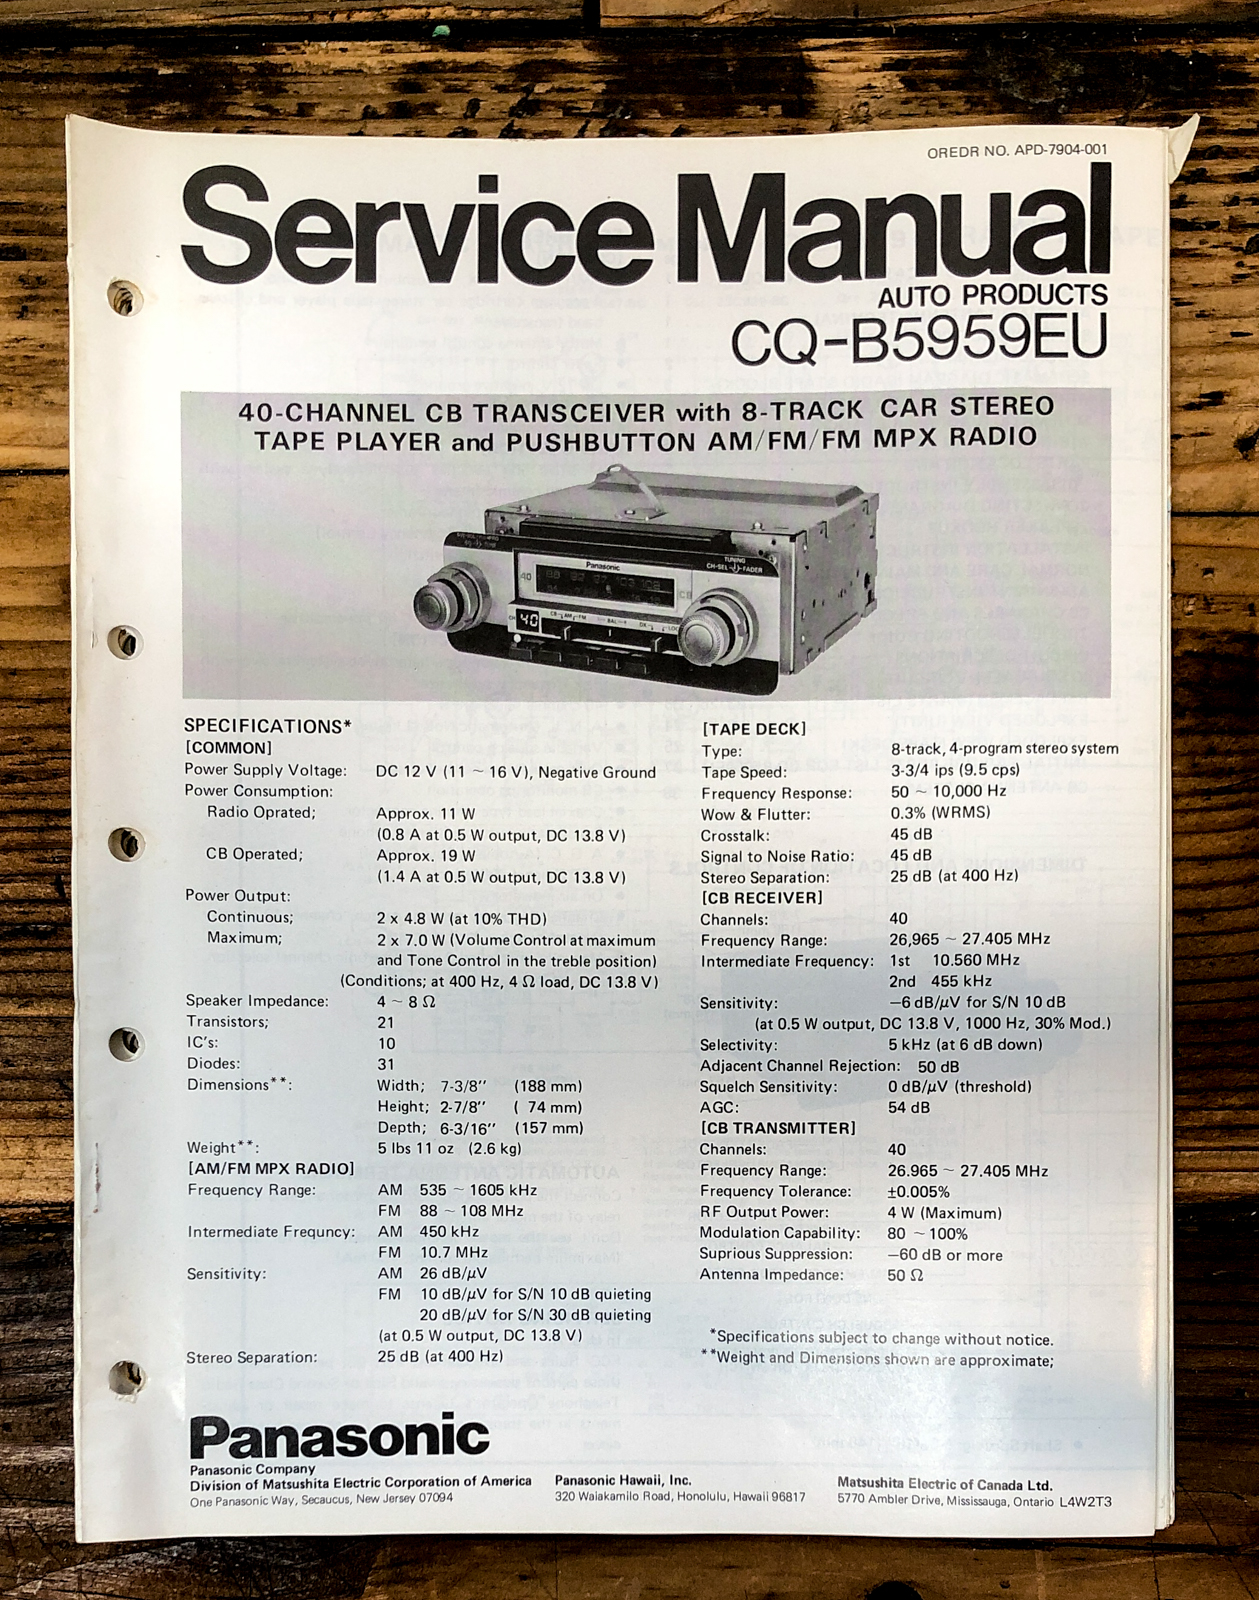 OREDR NO. APD-7904-001
Service Manual
AUTO PRODUCTS
CQ-B5959EU
40-CHANNEL CB TRANSCEIVER with 8-TRACK CAR STEREO
TAPE PLAYER and PUSHBUTTON AM/FM/FM MPX RADIO
TUNING
CH-SEL FADER
Panasonic
88 92 97 103 108
40
CB
CH 40
CB AM FM BAL DX LOC
SPECIFICATIONS*
[COMMON]
Power Supply Voltage: DC 12 V (11 ~ 16 V), Negative Ground
Power Consumption:
Radio Oprated; Approx. 11 W
(0.8 A at 0.5 W output, DC 13.8 V)
CB Operated; Approx. 19 W
(1.4 A at 0.5 W output, DC 13.8 V)
Power Output:
Continuous; 2 x 4.8 W (at 10% THD)
Maximum; 2 x 7.0 W (Volume Control at maximum
and Tone Control in the treble position)
(Conditions; at 400 Hz, 4 Ω load, DC 13.8 V)
Speaker Impedance: 4 ~ 8 Ω
Transistors; 21
IC's: 10
Diodes: 31
Dimensions**: Width; 7-3/8" (188 mm)
Height; 2-7/8" ( 74 mm)
Depth; 6-3/16" (157 mm)
Weight**: 5 lbs 11 oz (2.6 kg)
[AM/FM MPX RADIO]
Frequency Range: AM 535 ~ 1605 kHz
FM 88 ~ 108 MHz
Intermediate Frequncy: AM 450 kHz
FM 10.7 MHz
Sensitivity: AM 26 dB/μV
FM 10 dB/μV for S/N 10 dB quieting
20 dB/μV for S/N 30 dB quieting
(at 0.5 W output, DC 13.8 V)
Stereo Separation: 25 dB (at 400 Hz)
[TAPE DECK]
Type: 8-track, 4-program stereo system
Tape Speed: 3-3/4 ips (9.5 cps)
Frequency Response: 50 ~ 10,000 Hz
Wow & Flutter: 0.3% (WRMS)
Crosstalk: 45 dB
Signal to Noise Ratio: 45 dB
Stereo Separation: 25 dB (at 400 Hz)
[CB RECEIVER]
Channels: 40
Frequency Range: 26,965 ~ 27.405 MHz
Intermediate Frequency: 1st 10.560 MHz
2nd 455 kHz
Sensitivity: −6 dB/μV for S/N 10 dB
(at 0.5 W output, DC 13.8 V, 1000 Hz, 30% Mod.)
Selectivity: 5 kHz (at 6 dB down)
Adjacent Channel Rejection: 50 dB
Squelch Sensitivity: 0 dB/μV (threshold)
AGC: 54 dB
[CB TRANSMITTER]
Channels: 40
Frequency Range: 26.965 ~ 27.405 MHz
Frequency Tolerance: ±0.005%
RF Output Power: 4 W (Maximum)
Modulation Capability: 80 ~ 100%
Suprious Suppression: −60 dB or more
Antenna Impedance: 50 Ω
*Specifications subject to change without notice.
**Weight and Dimensions shown are approximate;
Panasonic
Panasonic Company
Division of Matsushita Electric Corporation of America
One Panasonic Way, Secaucus, New Jersey 07094
Panasonic Hawaii, Inc.
320 Waiakamilo Road, Honolulu, Hawaii 96817
Matsushita Electric of Canada Ltd.
5770 Ambler Drive, Mississauga, Ontario L4W2T3